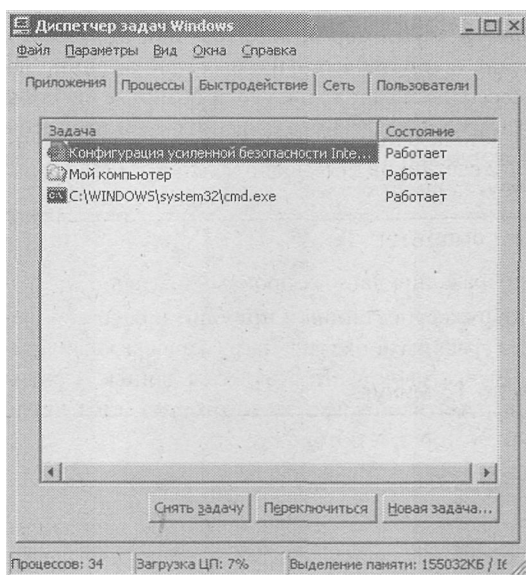 Диспетчер задач Windows
Файл Параметры Вид Окна Справка
Приложения Процессы Быстродействие Сеть Пользователи
Задача Состояние
Конфигурация усиленной безопасности Inte... Работает
Мой компьютер Работает
C:\WINDOWS\system32\cmd.exe Работает
Снять задачу Переключиться Новая задача...
Процессов: 34 Загрузка ЦП: 7% Выделение памяти: 155032КБ /